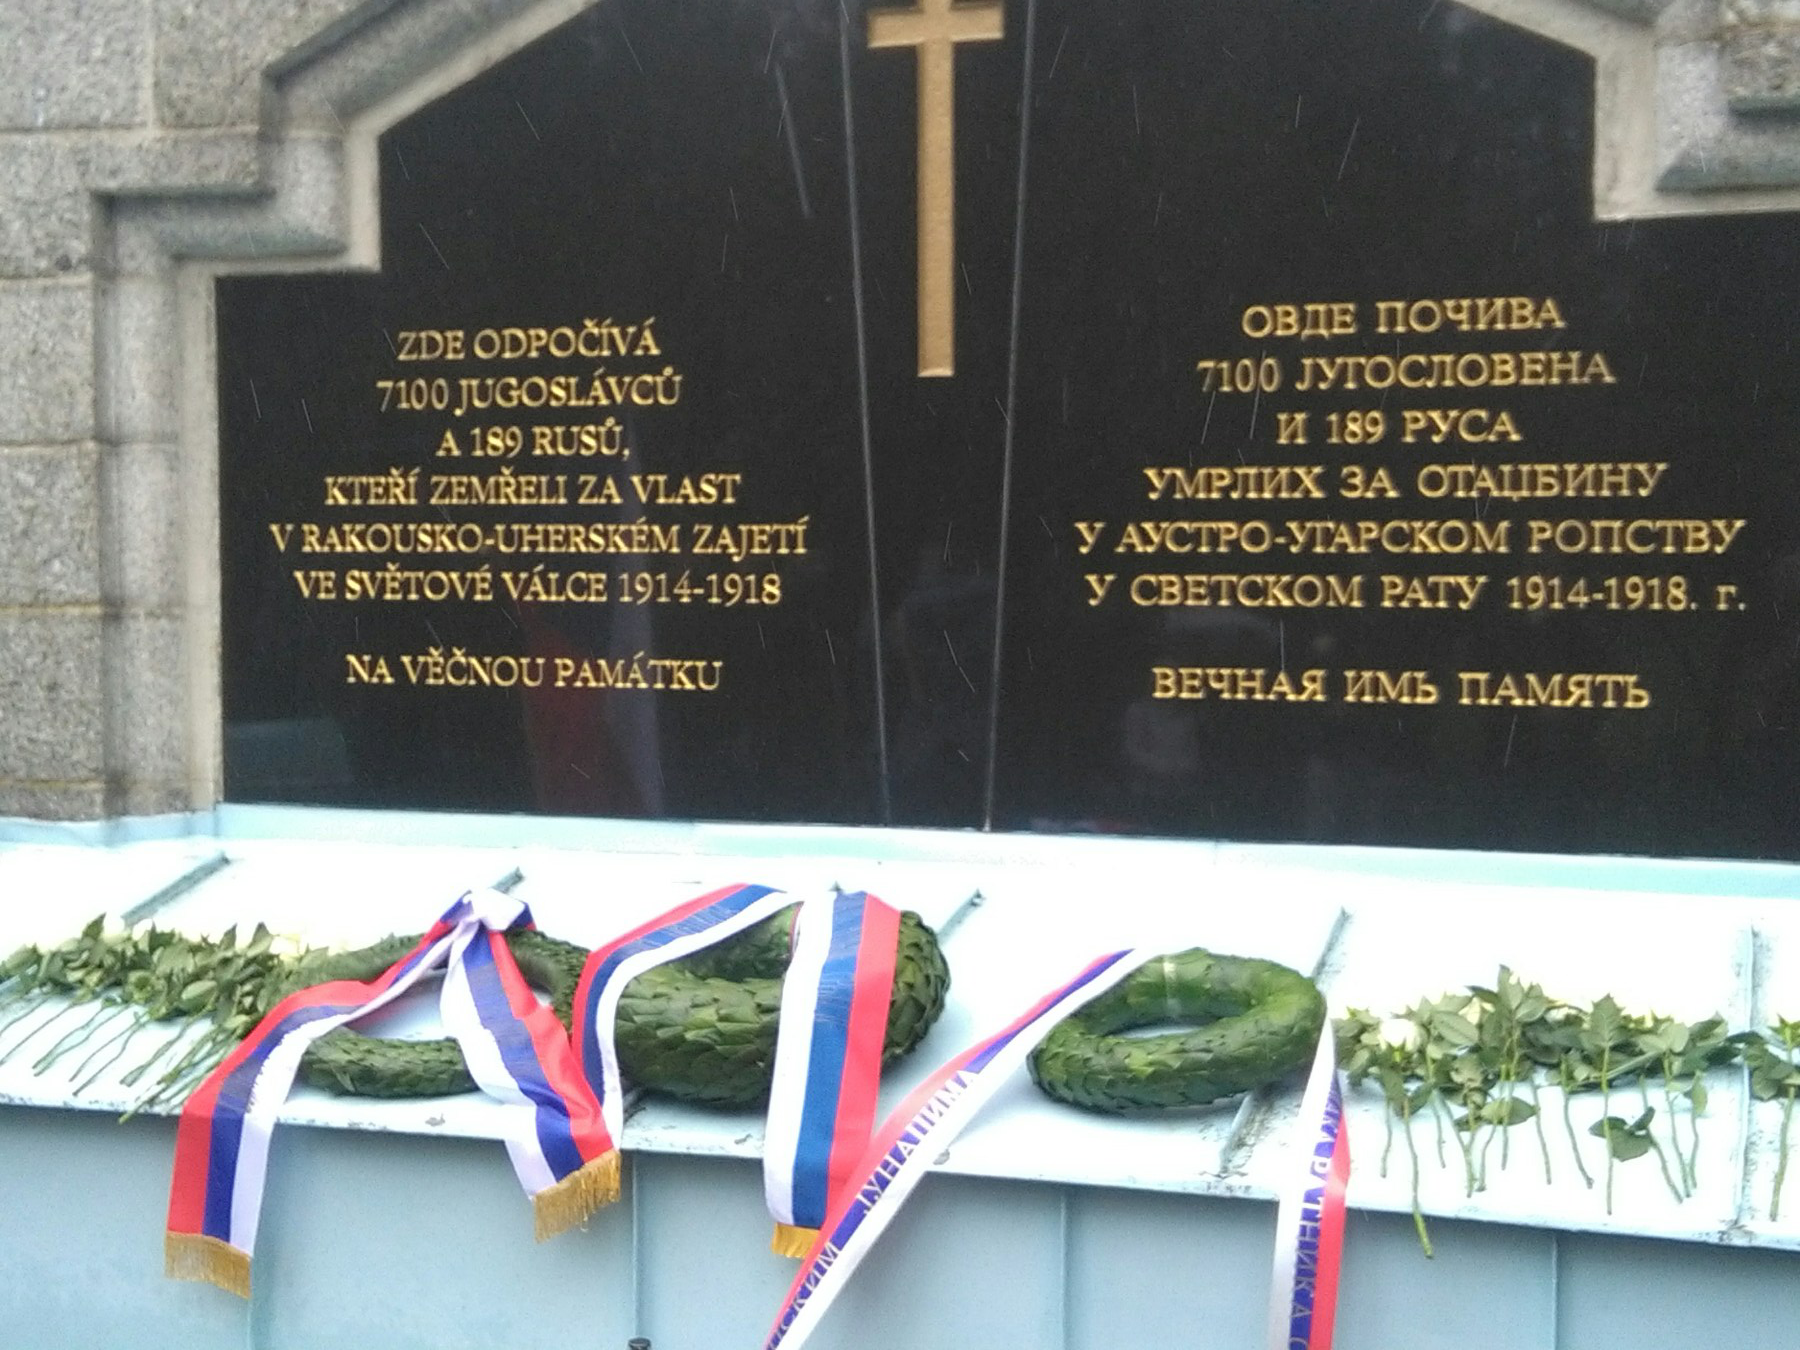 ZDE ODPOČÍVÁ
7100 JUGOSLÁVCŮ
A 189 RUSŮ,
KTEŘÍ ZEMŘELI ZA VLAST
V RAKOUSKO-UHERSKÉM ZAJETÍ
VE SVĚTOVÉ VÁLCE 1914-1918
NA VĚČNOU PAMÁTKU
ОВДЕ ПОЧИВА
7100 ЈУГОСЛОВЕНА
И 189 РУСА
УМРЛИХ ЗА ОТАЏБИНУ
У АУСТРО-УГАРСКОМ РОПСТВУ
У СВЕТСКОМ РАТУ 1914-1918. г.
ВЕЧНАЯ ИМЬ ПАМЯТЬ
ЈУНАЦИМА
РАТНИКА